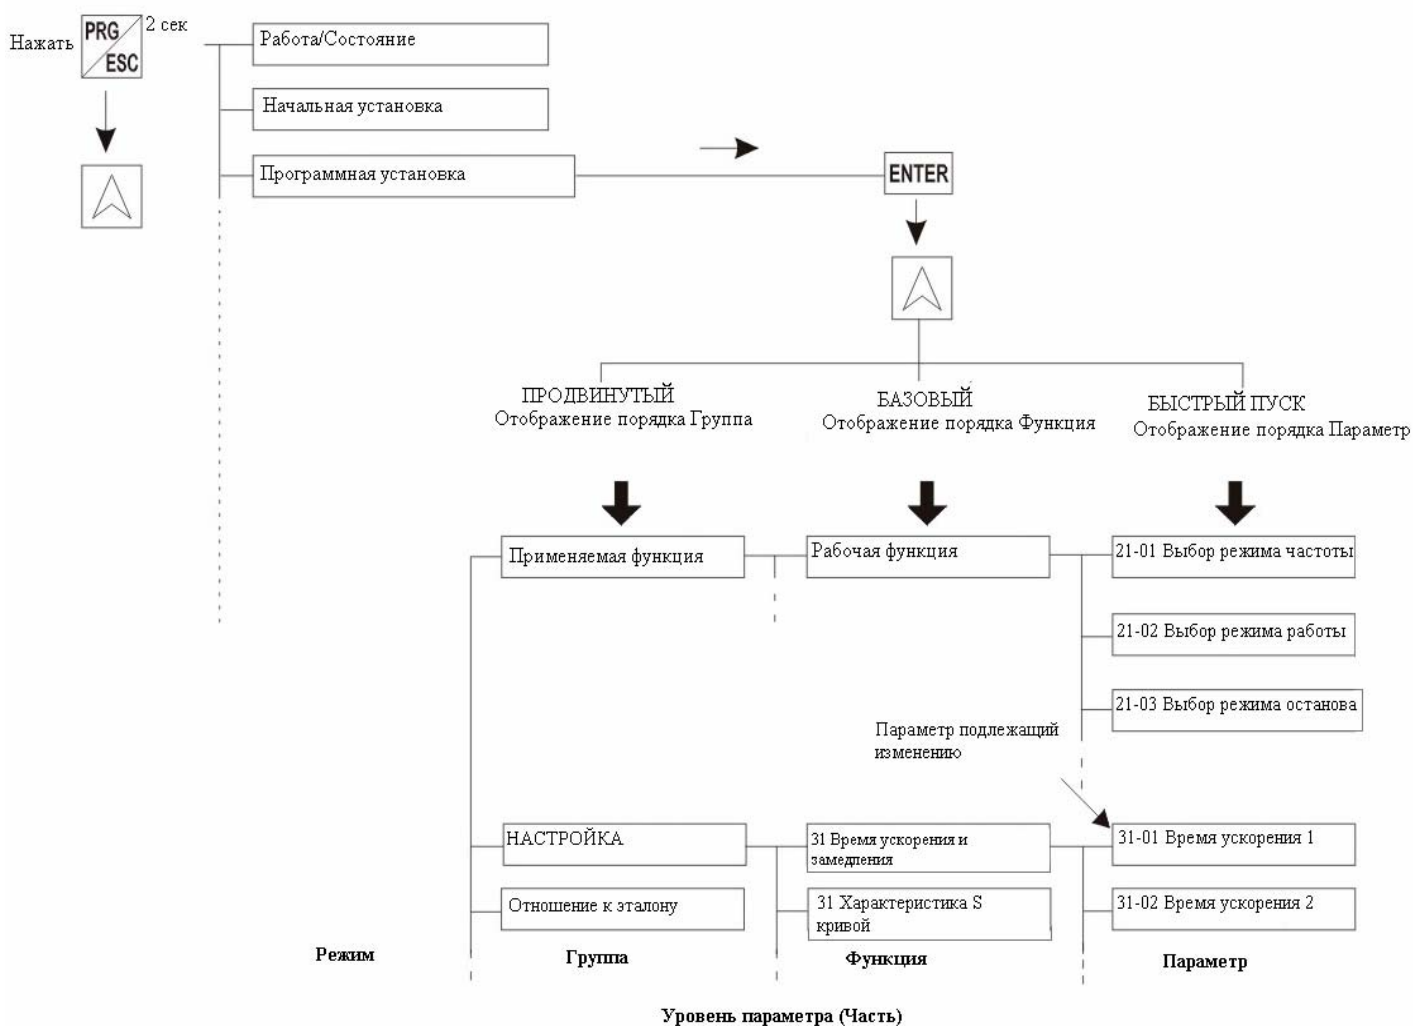 Нажать
PRG
ESC
2 сек
Работа/Состояние
Начальная установка
Программная установка
ENTER
ПРОДВИНУТЫЙ
Отображение порядка Группа
БАЗОВЫЙ
Отображение порядка Функция
БЫСТРЫЙ ПУСК
Отображение порядка Параметр
Применяемая функция
Рабочая функция
21-01 Выбор режима частоты
21-02 Выбор режима работы
21-03 Выбор режима останова
Параметр подлежащий
изменению
НАСТРОЙКА
31 Время ускорения и
замедления
31-01 Время ускорения 1
Отношение к эталону
31 Характеристика S
кривой
31-02 Время ускорения 2
Режим
Группа
Функция
Параметр
Уровень параметра (Часть)